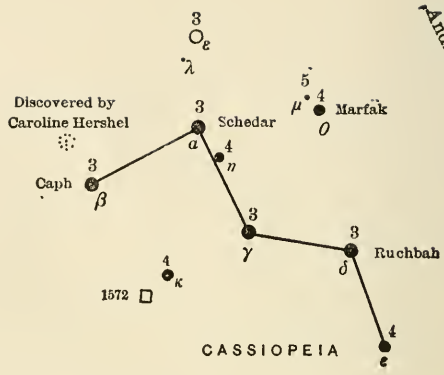 3
ε
λ
And
5
μ
4
Marfak
O
Discovered by
Caroline Hershel
3
Schedar
a
4
n
3
Caph
β
3
γ
3
δ
Ruchbah
4
κ
1572
4
e
CASSIOPEIA